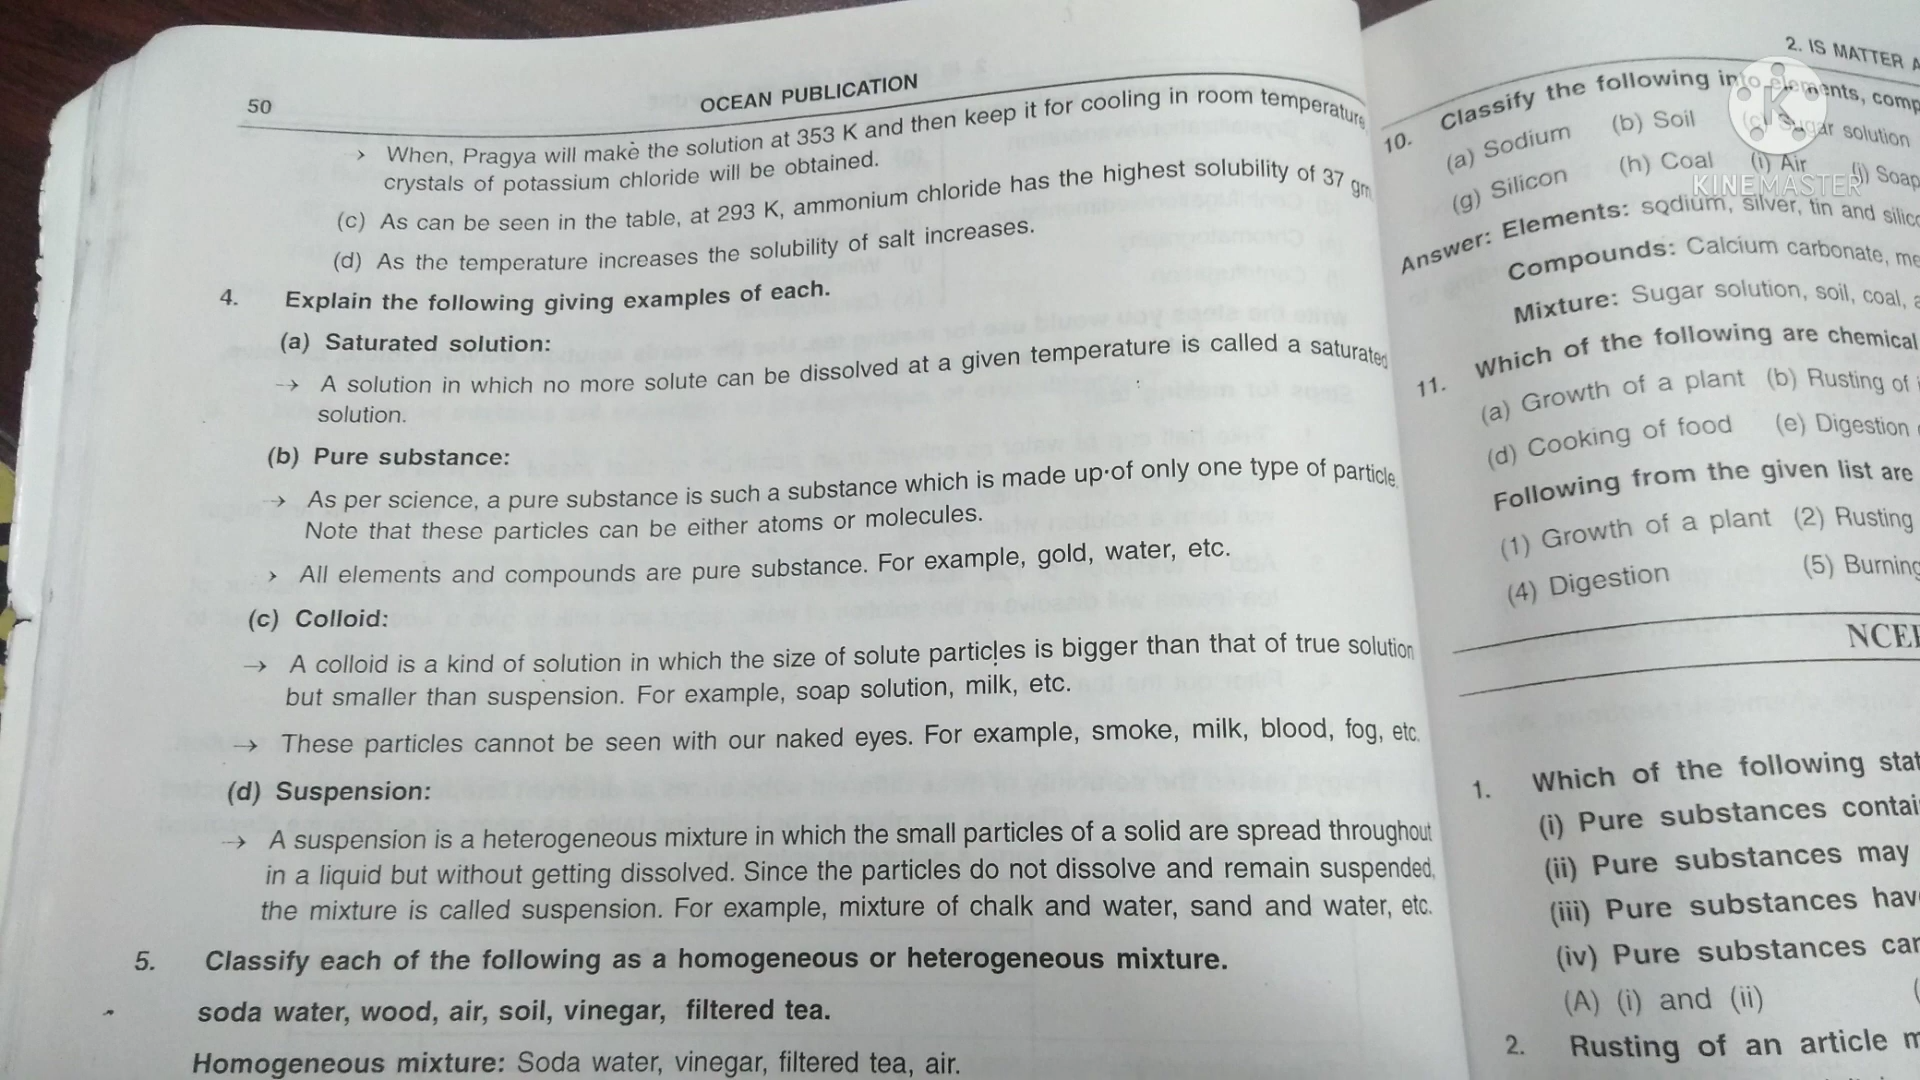 50
OCEAN PUBLICATION
› When, Pragya will make the solution at 353 K and then keep it for cooling in room temperature,
crystals of potassium chloride will be obtained.
(c) As can be seen in the table, at 293 K, ammonium chloride has the highest solubility of 37 gm
(d) As the temperature increases the solubility of salt increases.
4. Explain the following giving examples of each.
(a) Saturated solution:
→ A solution in which no more solute can be dissolved at a given temperature is called a saturated
solution.
(b) Pure substance:
→ As per science, a pure substance is such a substance which is made up of only one type of particle.
Note that these particles can be either atoms or molecules.
› All elements and compounds are pure substance. For example, gold, water, etc.
(c) Colloid:
→ A colloid is a kind of solution in which the size of solute particles is bigger than that of true solution
but smaller than suspension. For example, soap solution, milk, etc.
→ These particles cannot be seen with our naked eyes. For example, smoke, milk, blood, fog, etc.
(d) Suspension:
→ A suspension is a heterogeneous mixture in which the small particles of a solid are spread throughout
in a liquid but without getting dissolved. Since the particles do not dissolve and remain suspended,
the mixture is called suspension. For example, mixture of chalk and water, sand and water, etc.
5. Classify each of the following as a homogeneous or heterogeneous mixture.
soda water, wood, air, soil, vinegar, filtered tea.
Homogeneous mixture: Soda water, vinegar, filtered tea, air.
2. IS MATTER A
10. Classify the following into elements, comp
(a) Sodium (b) Soil (c) Sugar solution
(g) Silicon (h) Coal (i) Air (j) Soap
KINEMASTER
Answer: Elements: sodium, silver, tin and silico
Compounds: Calcium carbonate, me
Mixture: Sugar solution, soil, coal, a
11. Which of the following are chemical
(a) Growth of a plant (b) Rusting of i
(d) Cooking of food (e) Digestion
Following from the given list are
(1) Growth of a plant (2) Rusting
(4) Digestion (5) Burning
NCER
1. Which of the following stat
(i) Pure substances contai
(ii) Pure substances may
(iii) Pure substances hav
(iv) Pure substances can
(A) (i) and (ii)
2. Rusting of an article m